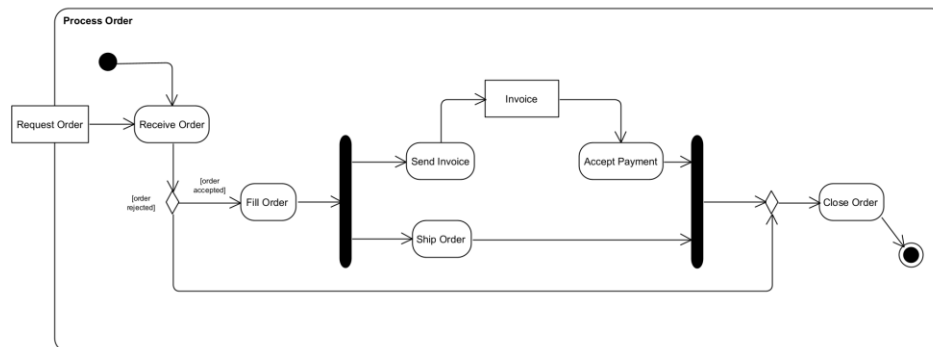 Process Order
Request Order
Receive Order
[order
rejected]
[order
accepted]
Fill Order
Send Invoice
Invoice
Accept Payment
Ship Order
Close Order